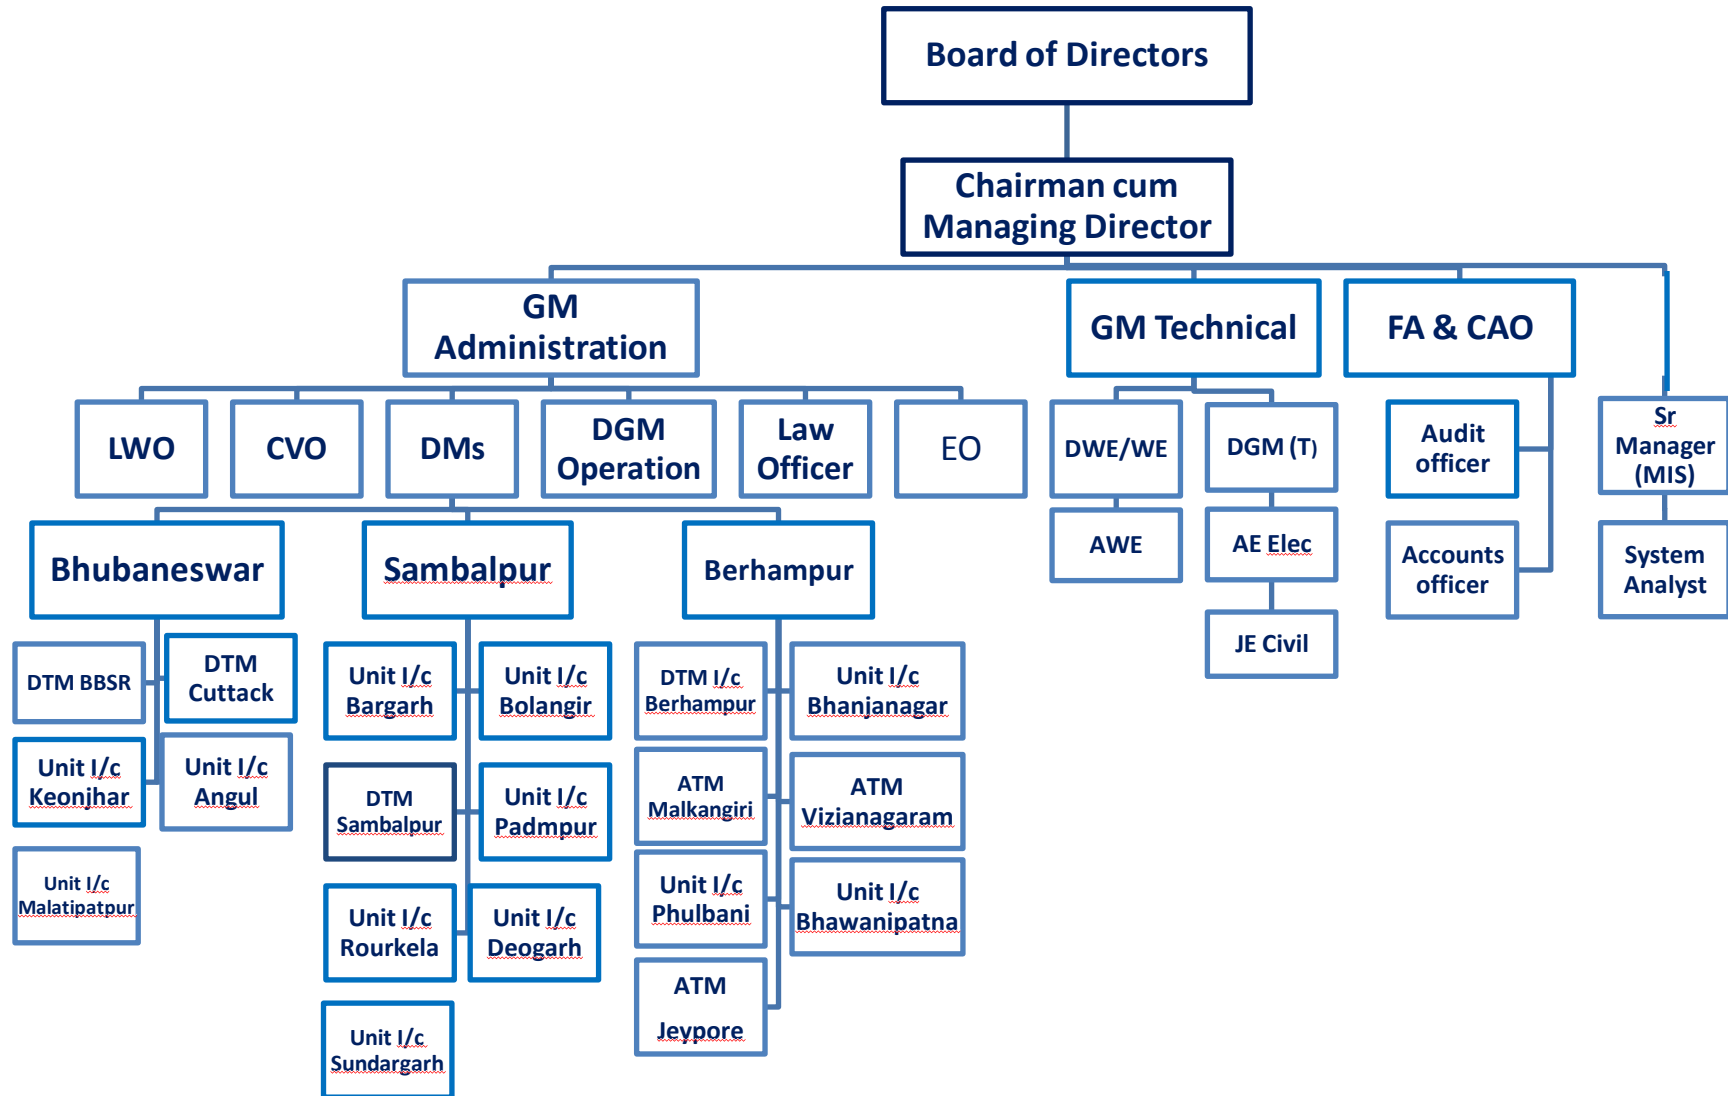 Board of Directors
Chairman cum
Managing Director
GM
Administration
GM Technical
FA & CAO
LWO
CVO
DMs
DGM
Operation
Law
Officer
EO
DWE/WE
DGM (T)
Audit
officer
Sr
Manager
(MIS)
AWE
AE Elec
Accounts
officer
System
Analyst
JE Civil
Bhubaneswar
Sambalpur
Berhampur
DTM BBSR
DTM
Cuttack
Unit I/c
Keonjhar
Unit I/c
Angul
Unit I/c
Malatipatpur
Unit I/c
Bargarh
Unit I/c
Bolangir
DTM
Sambalpur
Unit I/c
Padmpur
Unit I/c
Rourkela
Unit I/c
Deogarh
Unit I/c
Sundargarh
DTM I/c
Berhampur
Unit I/c
Bhanjanagar
ATM
Malkangiri
ATM
Vizianagaram
Unit I/c
Phulbani
Unit I/c
Bhawanipatna
ATM
Jeypore